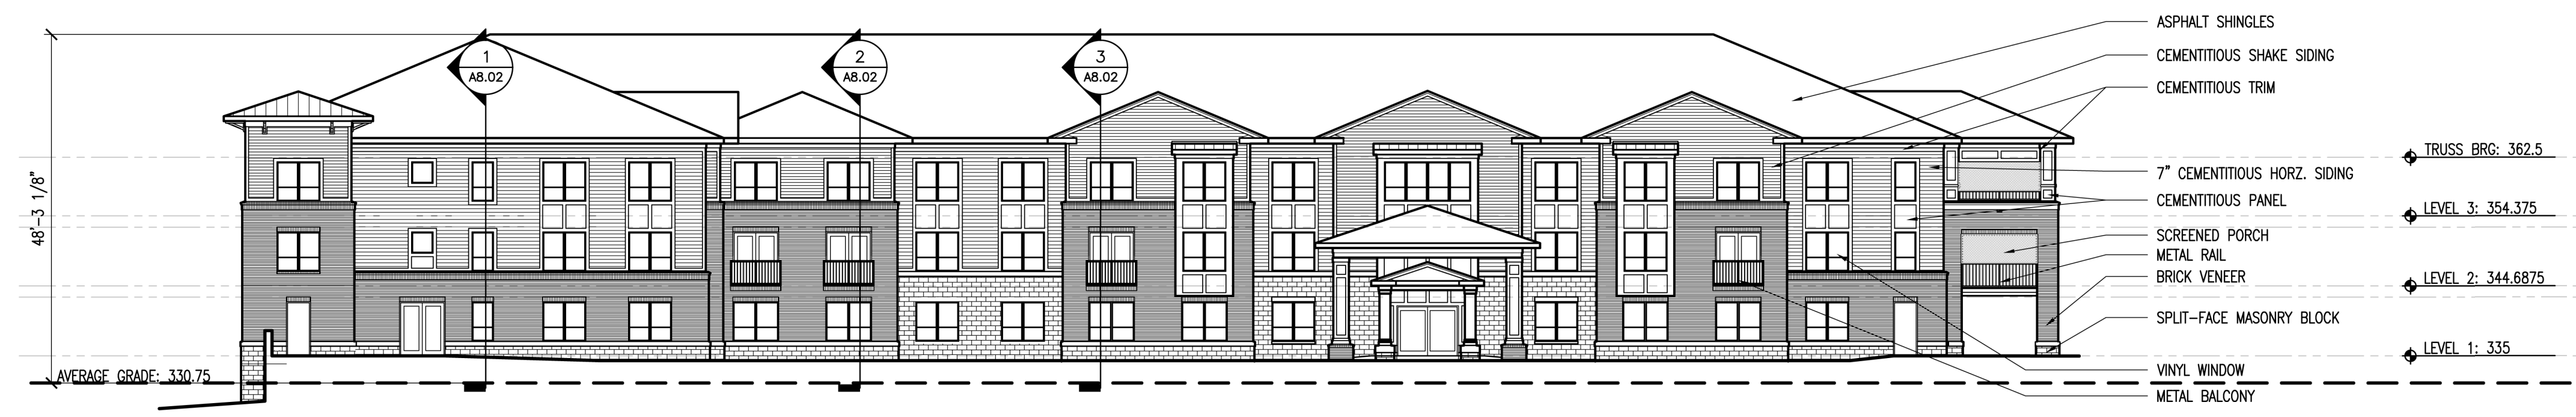 ASPHALT SHINGLES
1
A8.02
2
A8.02
3
A8.02
CEMENTITIOUS SHAKE SIDING
CEMENTITIOUS TRIM
TRUSS BRG: 362.5
7" CEMENTITIOUS HORZ. SIDING
CEMENTITIOUS PANEL
48'-3 1/8"
LEVEL 3: 354.375
SCREENED PORCH
METAL RAIL
BRICK VENEER
LEVEL 2: 344.6875
SPLIT-FACE MASONRY BLOCK
LEVEL 1: 335
VINYL WINDOW
AVERAGE GRADE: 330.75
METAL BALCONY